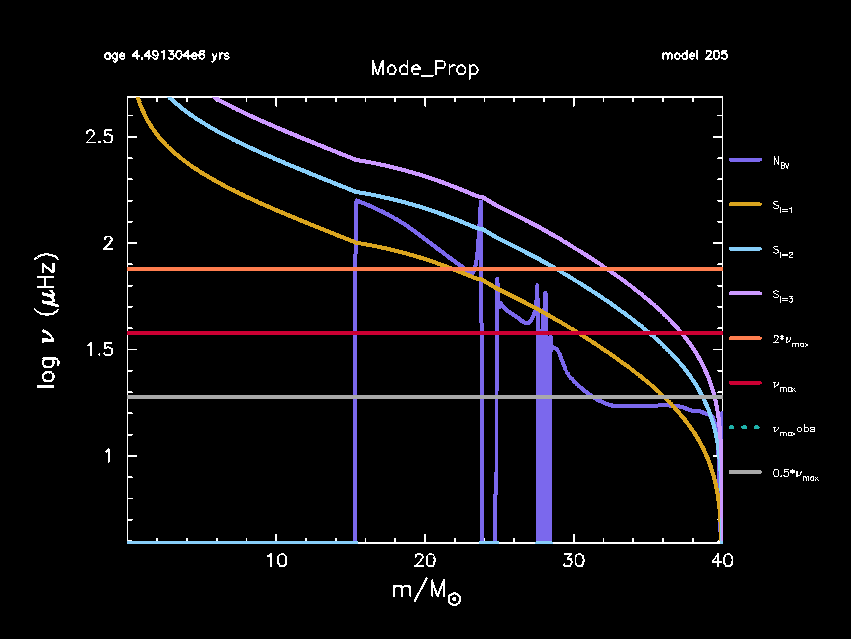 age 4.491304e6 yrs
model 205
Mode_Prop
2.5
2
1.5
1
log ν (μHz)
10
20
30
40
m/M⊙
N_BV
S_l=1
S_l=2
S_l=3
2*ν_max
ν_max
ν_max obs
0.5*ν_max